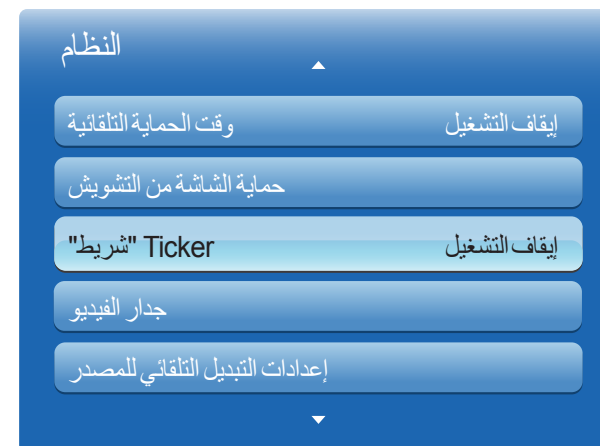 النظام
وقت الحماية التلقائية إيقاف التشغيل
حماية الشاشة من التشويش
Ticker "شريط" إيقاف التشغيل
جدار الفيديو
إعدادات التبديل التلقائي للمصدر